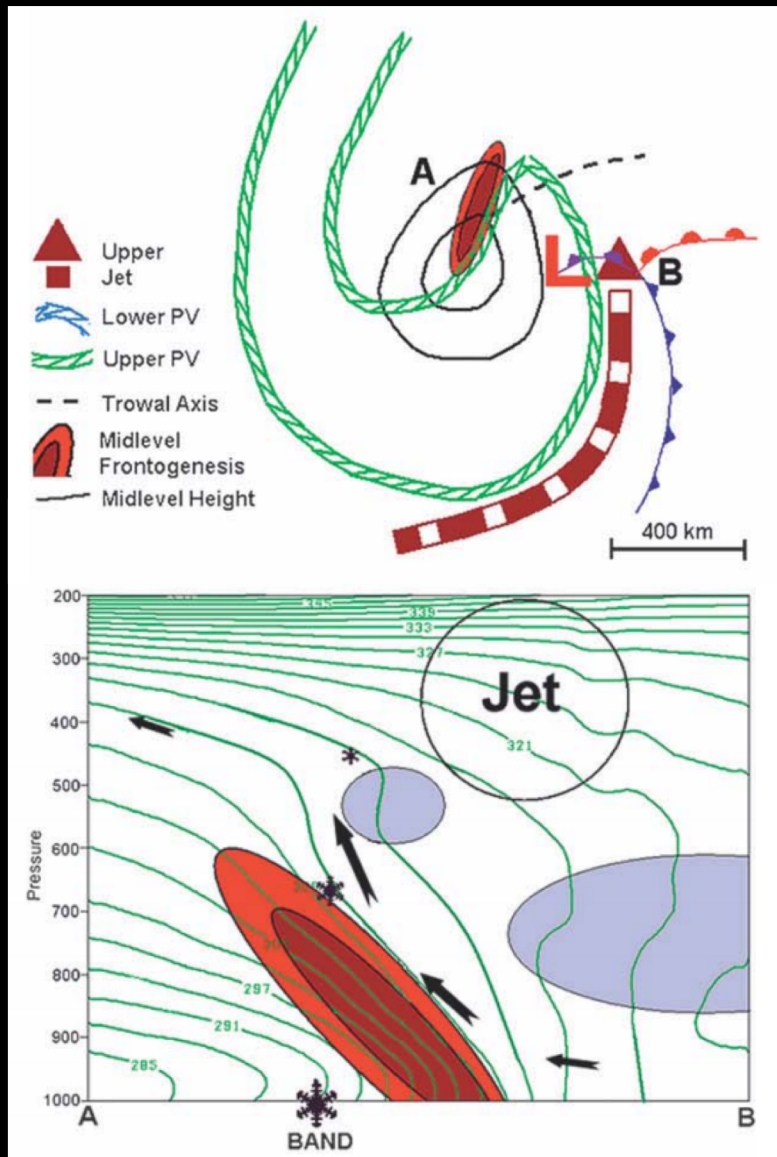 A
B
L
Upper
Jet
Lower PV
Upper PV
Trowal Axis
Midlevel
Frontogenesis
Midlevel Height
400 km
200
300
400
500
600
700
800
900
1000
Pressure
339
333
327
Jet
321
297
291
285
A
B
BAND